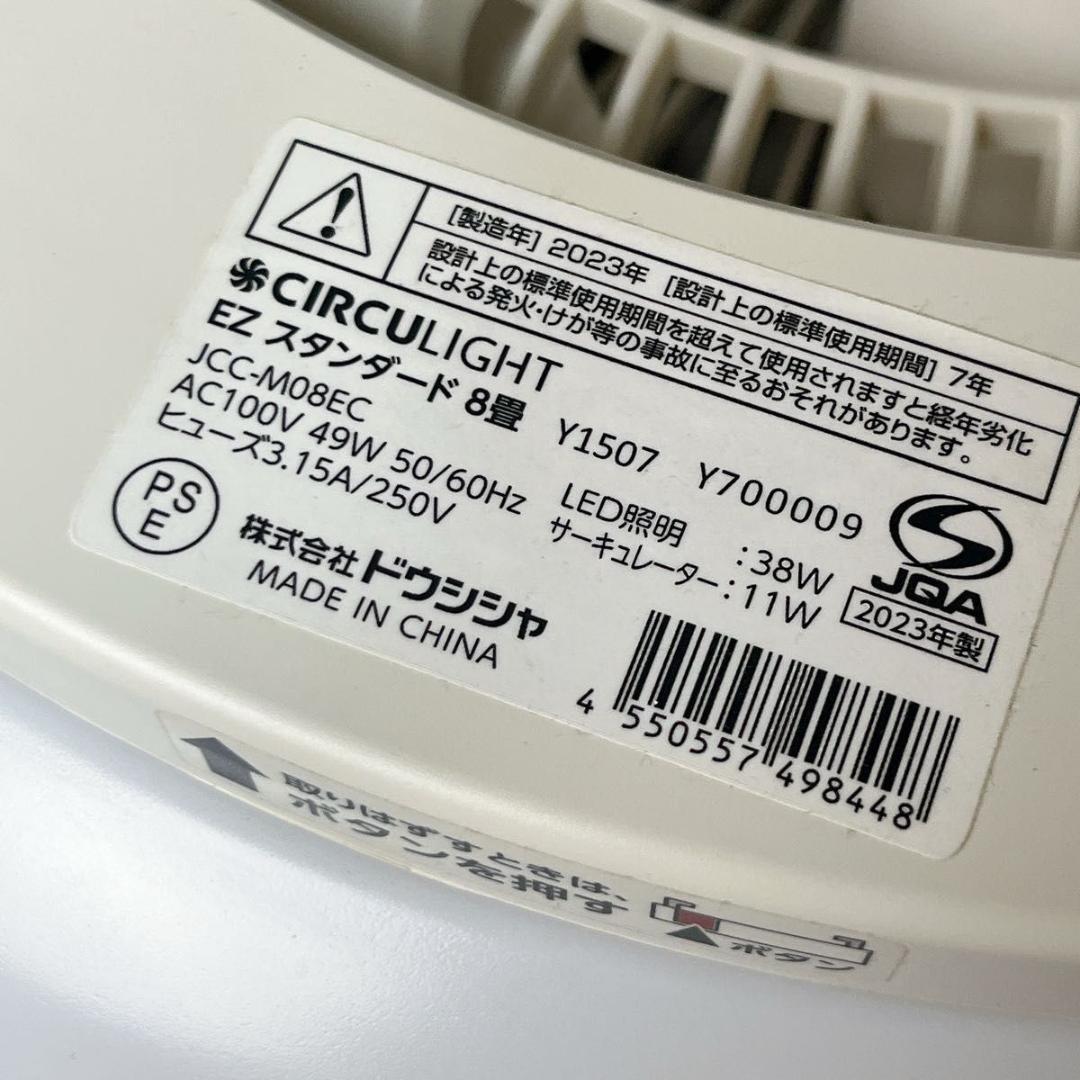 [製造年] 2023年 [設計上の標準使用期間] 7年
設計上の標準使用期間を超えて使用されますと経年劣化
による発火・けが等の事故に至るおそれがあります。
CIRCULIGHT
EZ スタンダード 8畳 Y1507 Y700009
JCC-M08EC
AC100V 49W 50/60Hz
ヒューズ3.15A/250V
LED照明 :38W
サーキュレーター:11W
JQA
2023年製
PS
E
株式会社ドウシシャ
MADE IN CHINA
4 550557 498448
取りはずすときは、
ボタンを押す
ボタン